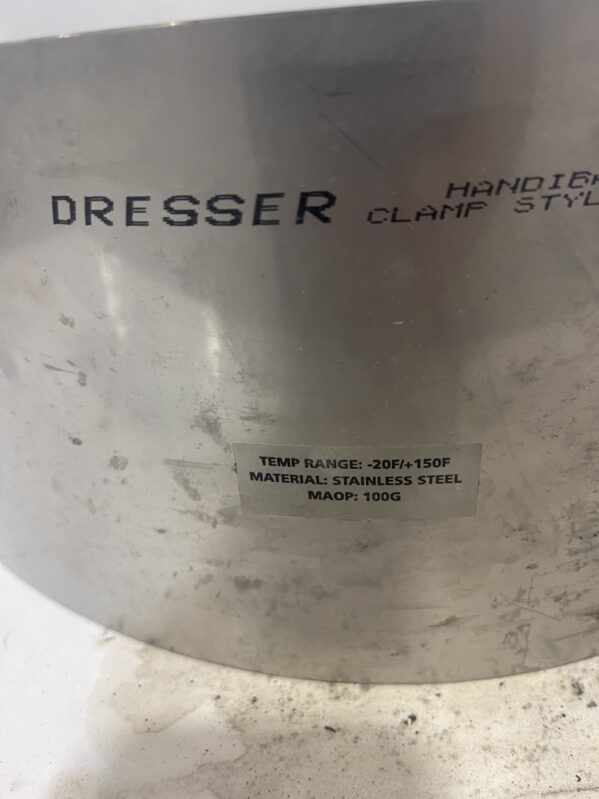 DRESSER
CLAMP
TEMP RANGE: -20F/+150F
MATERIAL: STAINLESS STEEL
MAOP: 100G